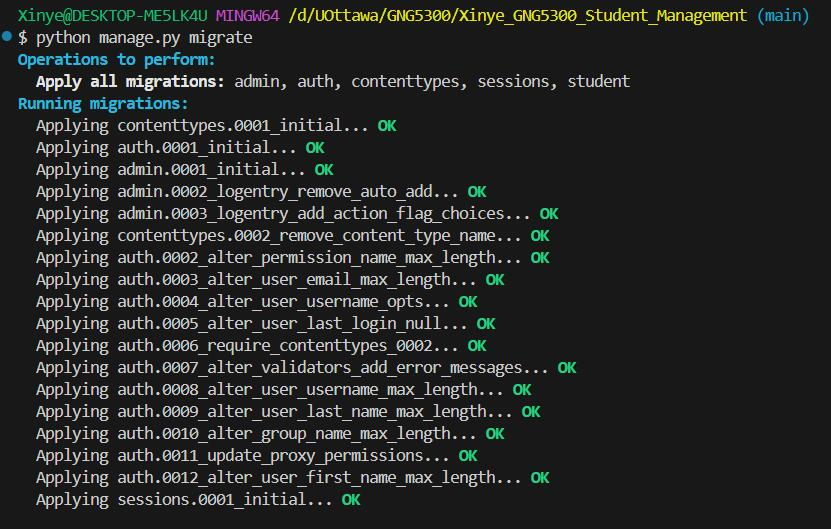 Xinye@DESKTOP-ME5LK4U MINGW64 /d/UOttawa/GNG5300/Xinye_GNG5300_Student_Management (main)
$ python manage.py migrate
Operations to perform:
  Apply all migrations: admin, auth, contenttypes, sessions, student
Running migrations:
  Applying contenttypes.0001_initial... OK
  Applying auth.0001_initial... OK
  Applying admin.0001_initial... OK
  Applying admin.0002_logentry_remove_auto_add... OK
  Applying admin.0003_logentry_add_action_flag_choices... OK
  Applying contenttypes.0002_remove_content_type_name... OK
  Applying auth.0002_alter_permission_name_max_length... OK
  Applying auth.0003_alter_user_email_max_length... OK
  Applying auth.0004_alter_user_username_opts... OK
  Applying auth.0005_alter_user_last_login_null... OK
  Applying auth.0006_require_contenttypes_0002... OK
  Applying auth.0007_alter_validators_add_error_messages... OK
  Applying auth.0008_alter_user_username_max_length... OK
  Applying auth.0009_alter_user_last_name_max_length... OK
  Applying auth.0010_alter_group_name_max_length... OK
  Applying auth.0011_update_proxy_permissions... OK
  Applying auth.0012_alter_user_first_name_max_length... OK
  Applying sessions.0001_initial... OK